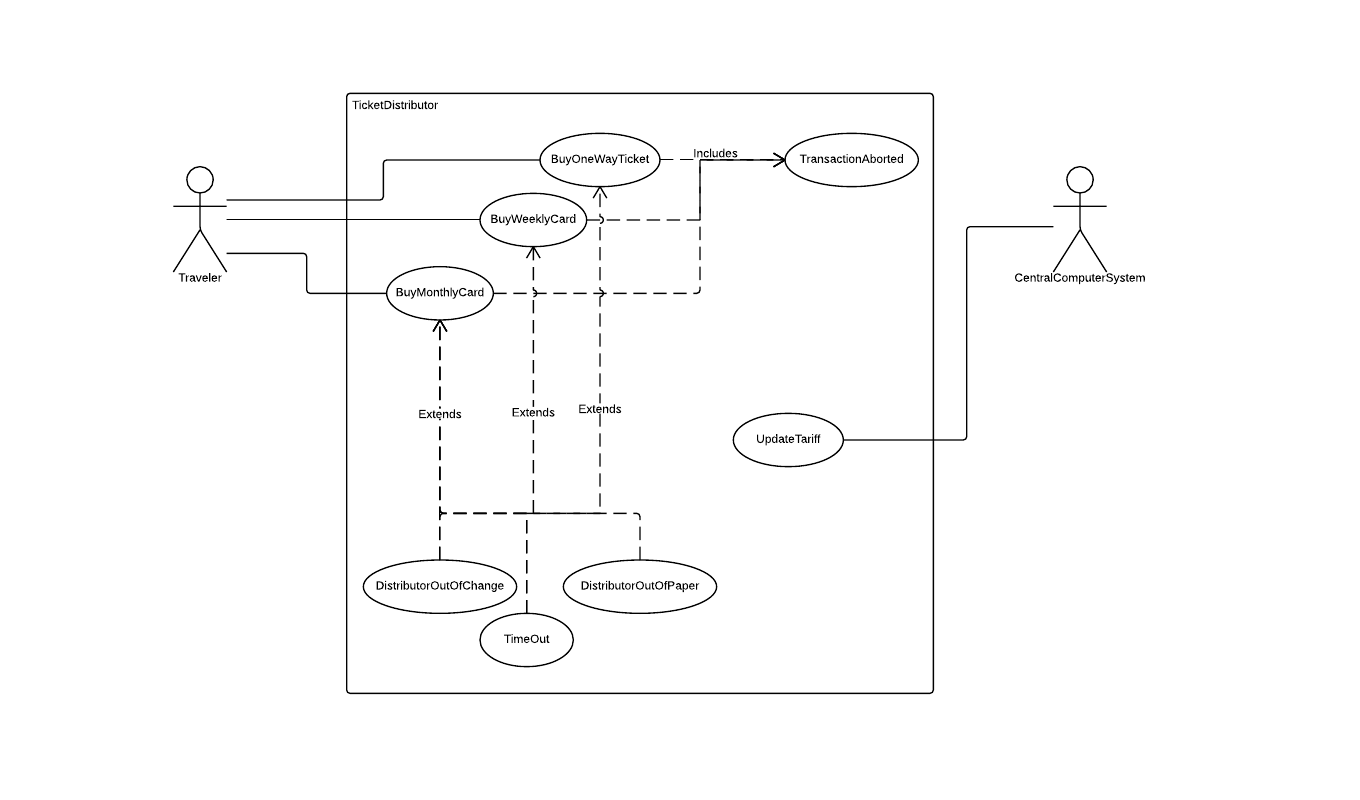 TicketDistributor
BuyOneWayTicket
Includes
TransactionAborted
BuyWeeklyCard
Traveler
CentralComputerSystem
BuyMonthlyCard
Extends
Extends
Extends
UpdateTariff
DistributorOutOfChange
DistributorOutOfPaper
TimeOut